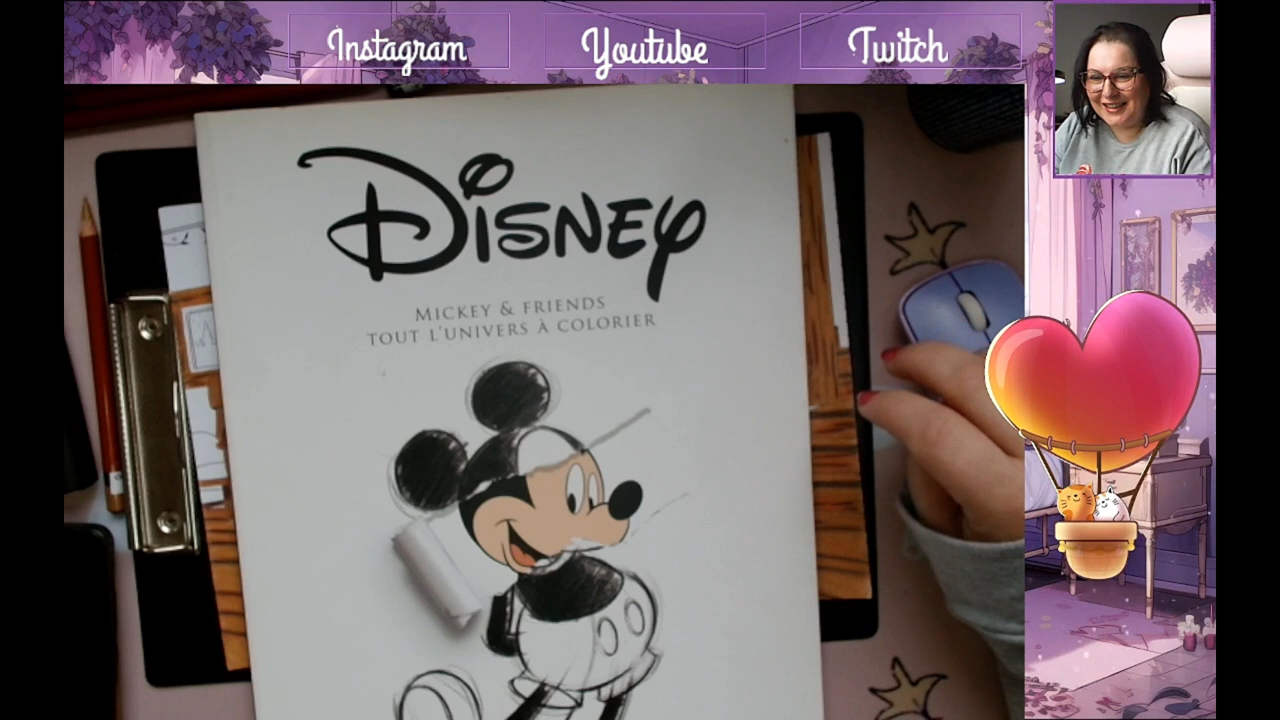 Instagram
Youtube
Twitch
Disney
MICKEY & FRIENDS
TOUT L'UNIVERS À COLORIER